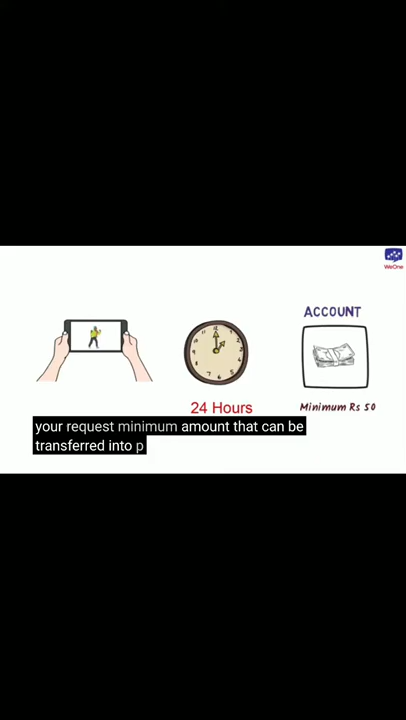 WeOne
ACCOUNT
24 Hours
Minimum Rs 50
your request minimum amount that can be
transferred into p